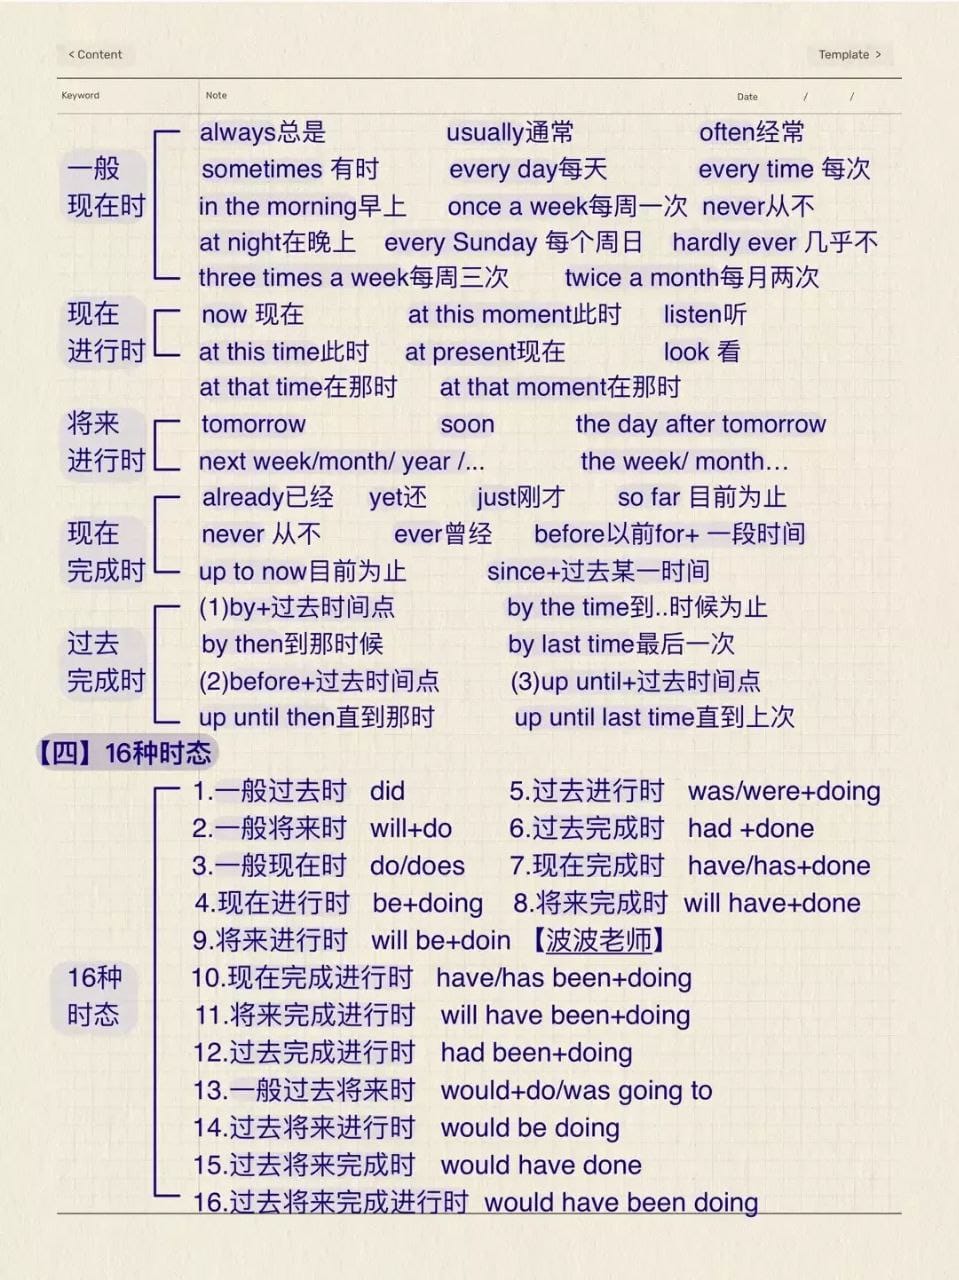 < Content Template >
Keyword Note Date / /
always总是 usually通常 often经常
一般 sometimes 有时 every day每天 every time 每次
现在时 in the morning早上 once a week每周一次 never从不
at night在晚上 every Sunday 每个周日 hardly ever 几乎不
three times a week每周三次 twice a month每月两次
现在 now 现在 at this moment此时 listen听
进行时 at this time此时 at present现在 look 看
at that time在那时 at that moment在那时
将来 tomorrow soon the day after tomorrow
进行时 next week/month/ year /... the week/ month...
already已经 yet还 just刚才 so far 目前为止
现在 never 从不 ever曾经 before以前for+ 一段时间
完成时 up to now目前为止 since+过去某一时间
(1)by+过去时间点 by the time到..时候为止
过去 by then到那时候 by last time最后一次
完成时 (2)before+过去时间点 (3)up until+过去时间点
up until then直到那时 up until last time直到上次
【四】16种时态
1.一般过去时 did 5.过去进行时 was/were+doing
2.一般将来时 will+do 6.过去完成时 had +done
3.一般现在时 do/does 7.现在完成时 have/has+done
4.现在进行时 be+doing 8.将来完成时 will have+done
9.将来进行时 will be+doin 【波波老师】
16种 10.现在完成进行时 have/has been+doing
时态 11.将来完成进行时 will have been+doing
12.过去完成进行时 had been+doing
13.一般过去将来时 would+do/was going to
14.过去将来进行时 would be doing
15.过去将来完成时 would have done
16.过去将来完成进行时 would have been doing